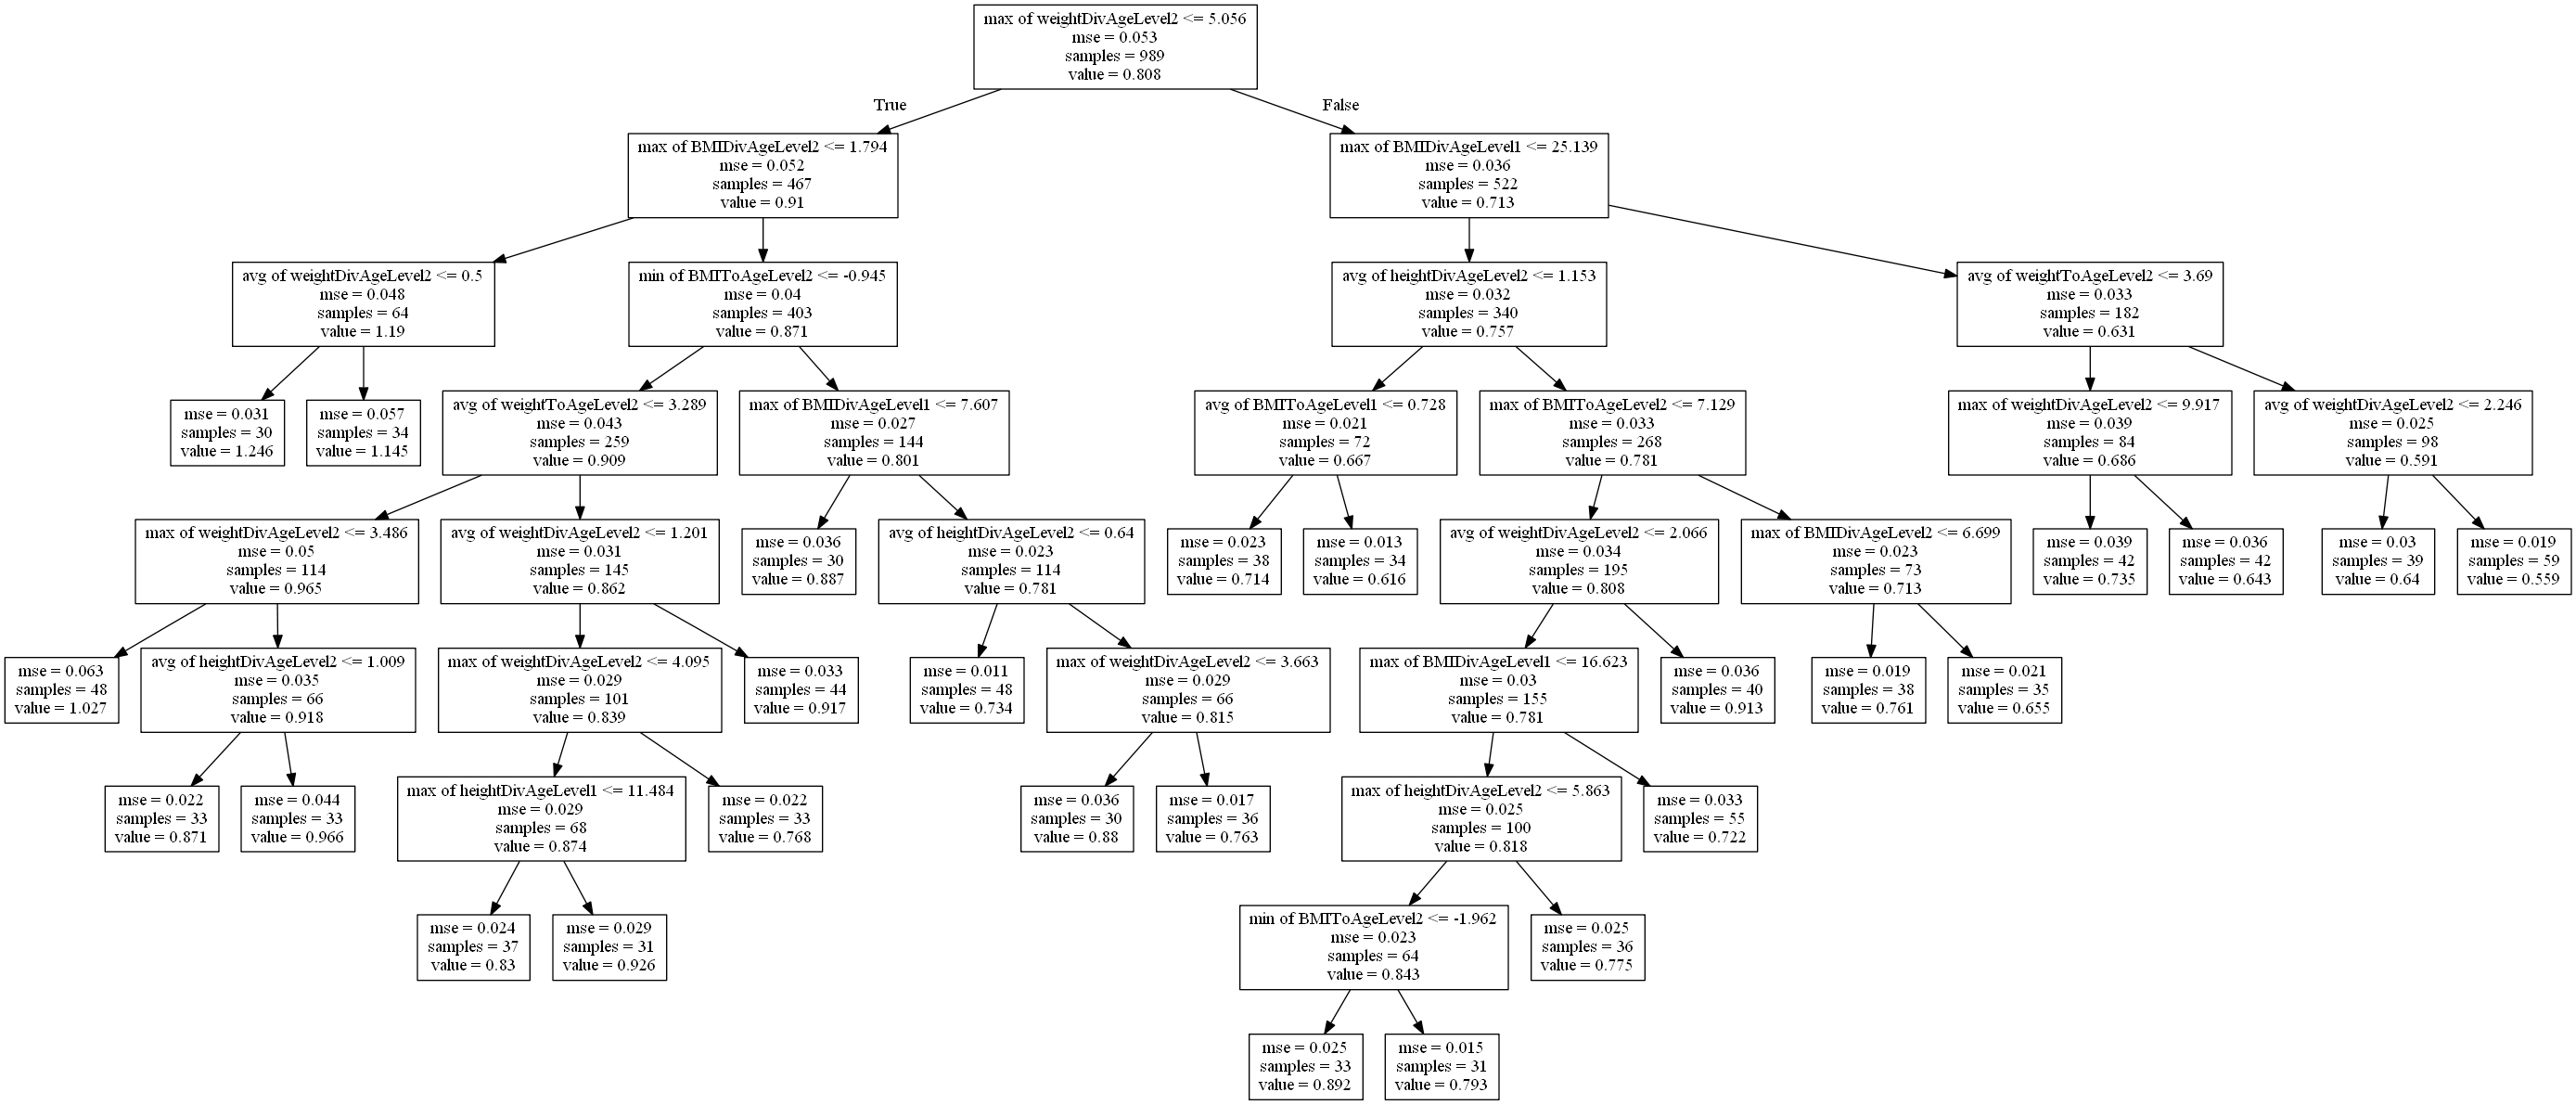 max of weightDivAgeLevel2 <= 5.056
mse = 0.053
samples = 989
value = 0.808
True
False
max of BMIDivAgeLevel2 <= 1.794
mse = 0.052
samples = 467
value = 0.91
max of BMIDivAgeLevel1 <= 25.139
mse = 0.036
samples = 522
value = 0.713
avg of weightDivAgeLevel2 <= 0.5
mse = 0.048
samples = 64
value = 1.19
min of BMIToAgeLevel2 <= -0.945
mse = 0.04
samples = 403
value = 0.871
avg of heightDivAgeLevel2 <= 1.153
mse = 0.032
samples = 340
value = 0.757
avg of weightToAgeLevel2 <= 3.69
mse = 0.033
samples = 182
value = 0.631
mse = 0.031
samples = 30
value = 1.246
mse = 0.057
samples = 34
value = 1.145
avg of weightToAgeLevel2 <= 3.289
mse = 0.043
samples = 259
value = 0.909
max of BMIDivAgeLevel1 <= 7.607
mse = 0.027
samples = 144
value = 0.801
avg of BMIToAgeLevel1 <= 0.728
mse = 0.021
samples = 72
value = 0.667
max of BMIToAgeLevel2 <= 7.129
mse = 0.033
samples = 268
value = 0.781
max of weightDivAgeLevel2 <= 9.917
mse = 0.039
samples = 84
value = 0.686
avg of weightDivAgeLevel2 <= 2.246
mse = 0.025
samples = 98
value = 0.591
max of weightDivAgeLevel2 <= 3.486
mse = 0.05
samples = 114
value = 0.965
avg of weightDivAgeLevel2 <= 1.201
mse = 0.031
samples = 145
value = 0.862
mse = 0.036
samples = 30
value = 0.887
avg of heightDivAgeLevel2 <= 0.64
mse = 0.023
samples = 114
value = 0.781
mse = 0.023
samples = 38
value = 0.714
mse = 0.013
samples = 34
value = 0.616
avg of weightDivAgeLevel2 <= 2.066
mse = 0.034
samples = 195
value = 0.808
max of BMIDivAgeLevel2 <= 6.699
mse = 0.023
samples = 73
value = 0.713
mse = 0.039
samples = 42
value = 0.735
mse = 0.036
samples = 42
value = 0.643
mse = 0.03
samples = 39
value = 0.64
mse = 0.019
samples = 59
value = 0.559
mse = 0.063
samples = 48
value = 1.027
avg of heightDivAgeLevel2 <= 1.009
mse = 0.035
samples = 66
value = 0.918
max of weightDivAgeLevel2 <= 4.095
mse = 0.029
samples = 101
value = 0.839
mse = 0.033
samples = 44
value = 0.917
mse = 0.011
samples = 48
value = 0.734
max of weightDivAgeLevel2 <= 3.663
mse = 0.029
samples = 66
value = 0.815
max of BMIDivAgeLevel1 <= 16.623
mse = 0.03
samples = 155
value = 0.781
mse = 0.036
samples = 40
value = 0.913
mse = 0.019
samples = 38
value = 0.761
mse = 0.021
samples = 35
value = 0.655
mse = 0.022
samples = 33
value = 0.871
mse = 0.044
samples = 33
value = 0.966
max of heightDivAgeLevel1 <= 11.484
mse = 0.029
samples = 68
value = 0.874
mse = 0.022
samples = 33
value = 0.768
mse = 0.036
samples = 30
value = 0.88
mse = 0.017
samples = 36
value = 0.763
max of heightDivAgeLevel2 <= 5.863
mse = 0.025
samples = 100
value = 0.818
mse = 0.033
samples = 55
value = 0.722
mse = 0.024
samples = 37
value = 0.83
mse = 0.029
samples = 31
value = 0.926
min of BMIToAgeLevel2 <= -1.962
mse = 0.023
samples = 64
value = 0.843
mse = 0.025
samples = 36
value = 0.775
mse = 0.025
samples = 33
value = 0.892
mse = 0.015
samples = 31
value = 0.793